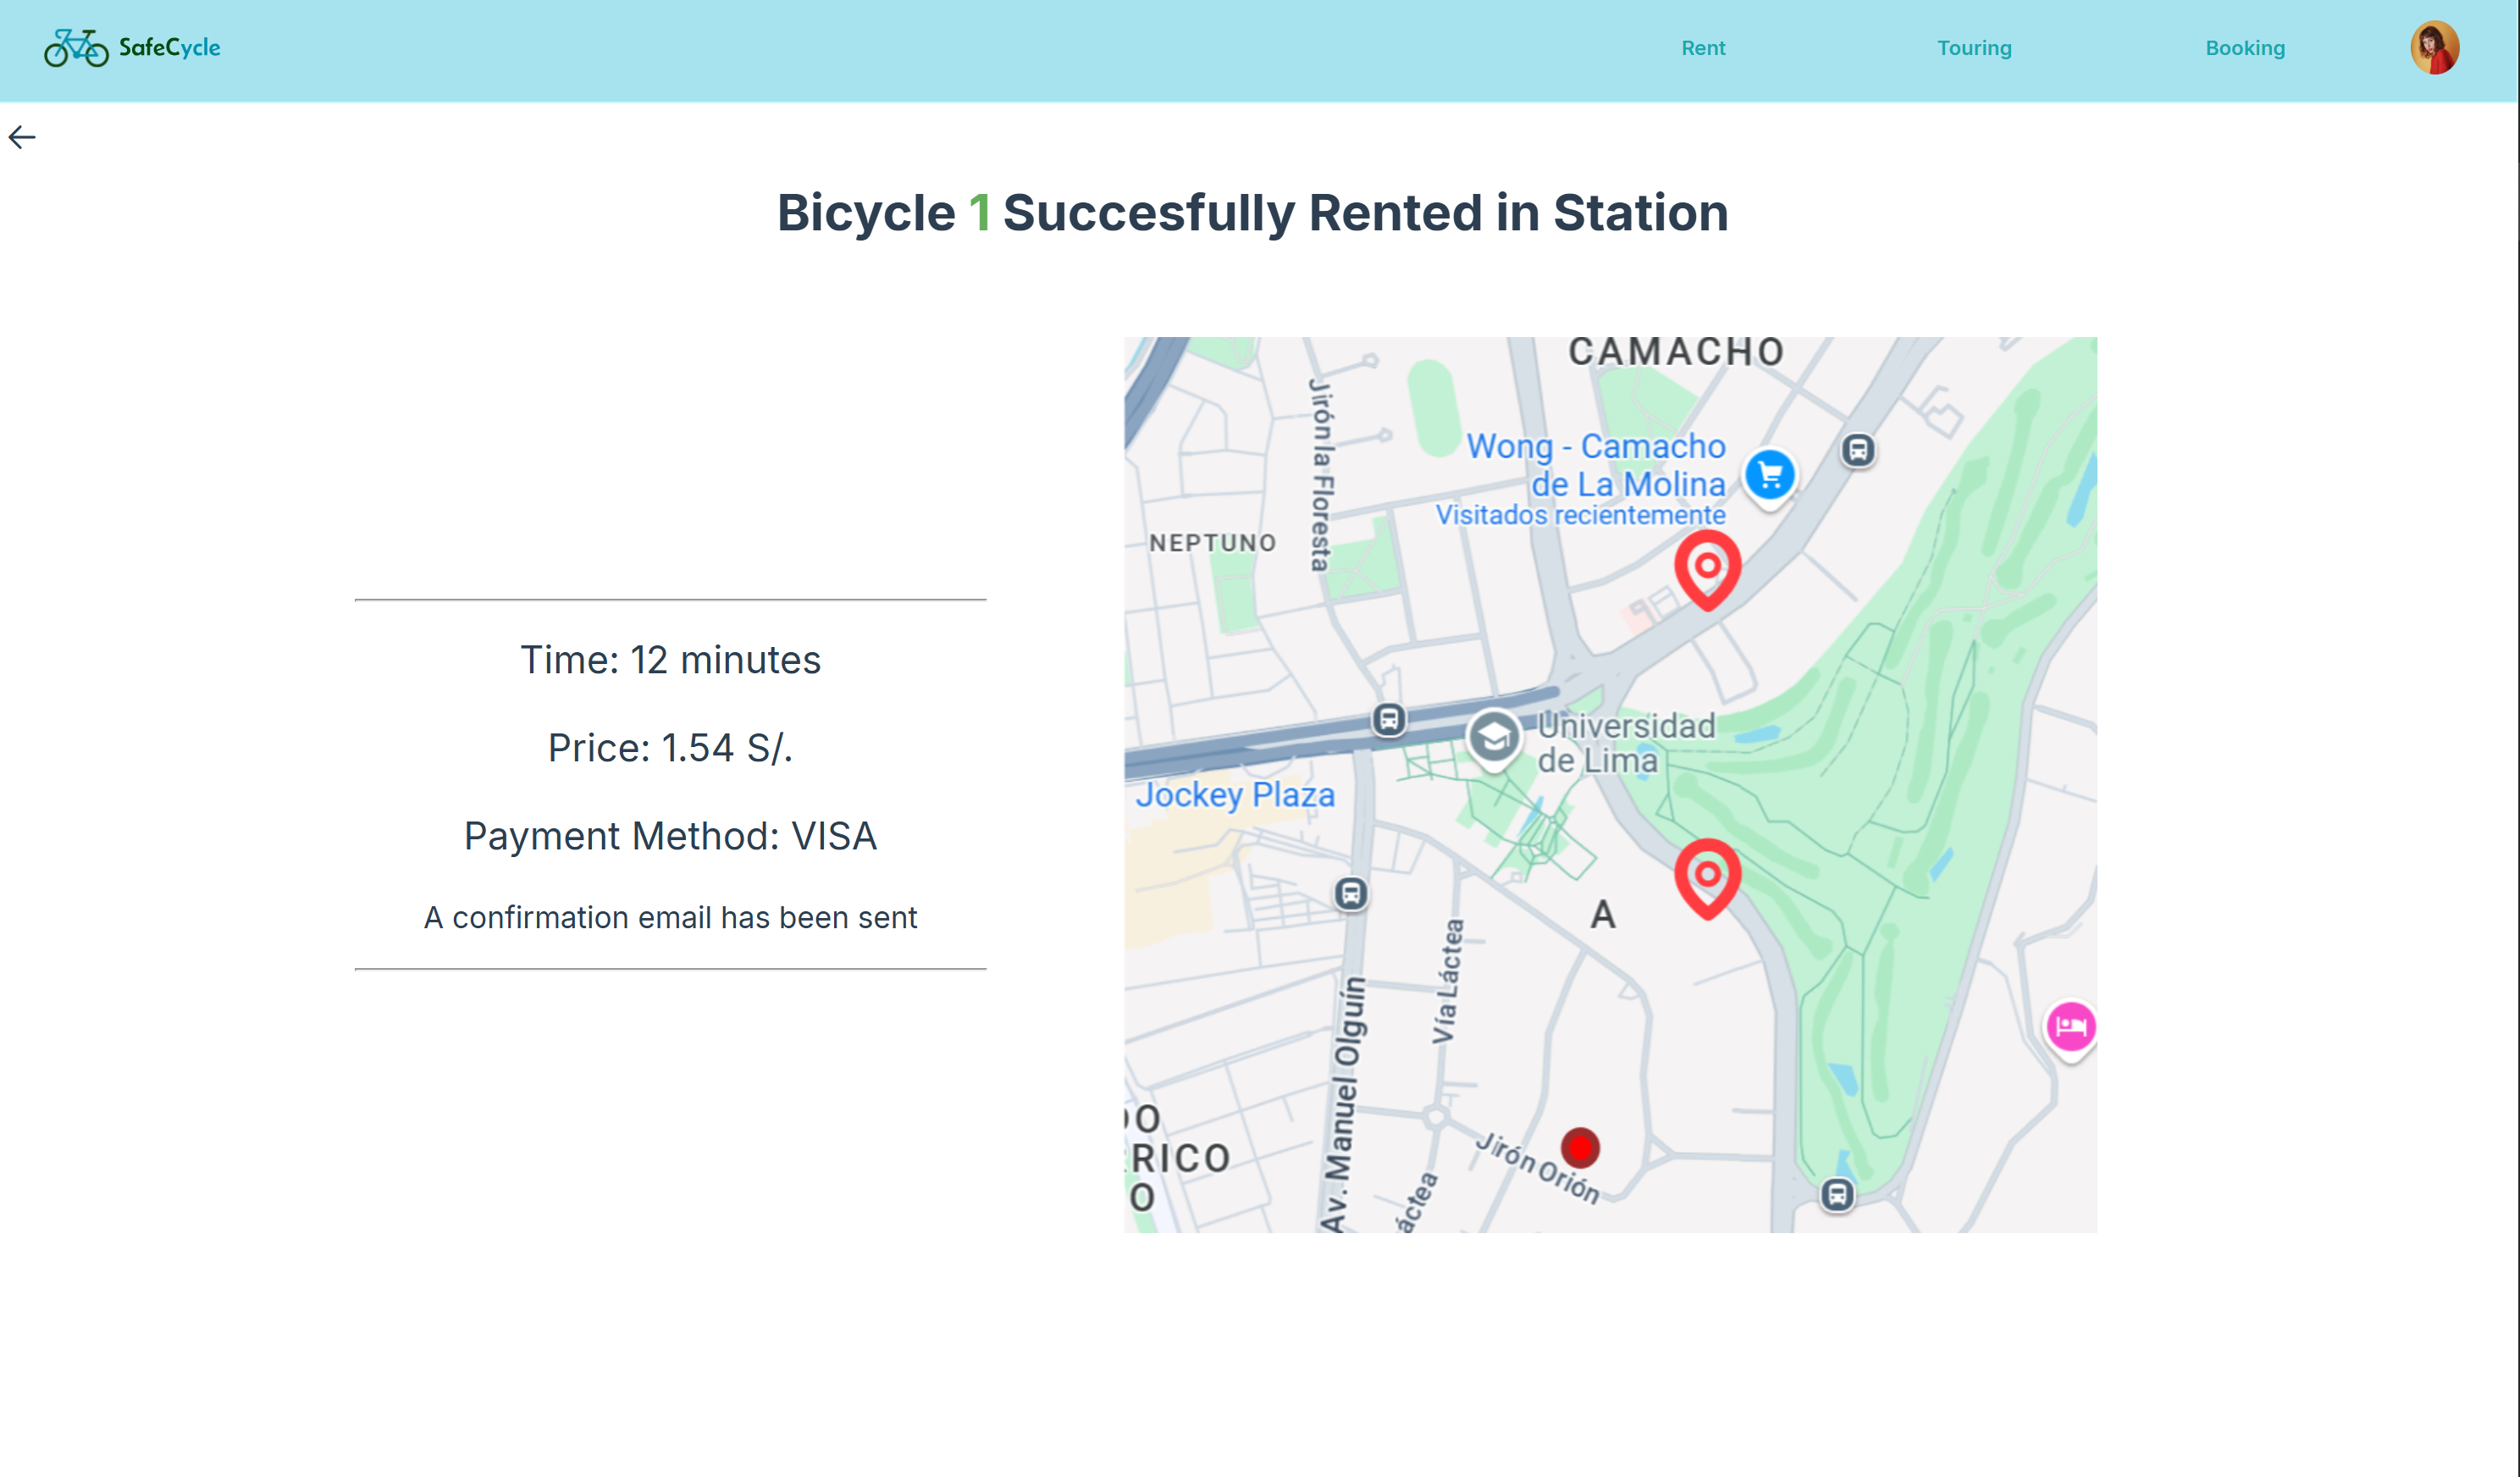 SafeCycle
Rent
Touring
Booking
Bicycle 1 Succesfully Rented in Station
Time: 12 minutes
Price: 1.54 S/.
Payment Method: VISA
A confirmation email has been sent
CAMACHO
Jirón la Floresta
Wong - Camacho
de La Molina
Visitados recientemente
NEPTUNO
Universidad
de Lima
Jockey Plaza
A
Vía Láctea
Av. Manuel Olguín
Jirón Orión
RICO
O
áctea